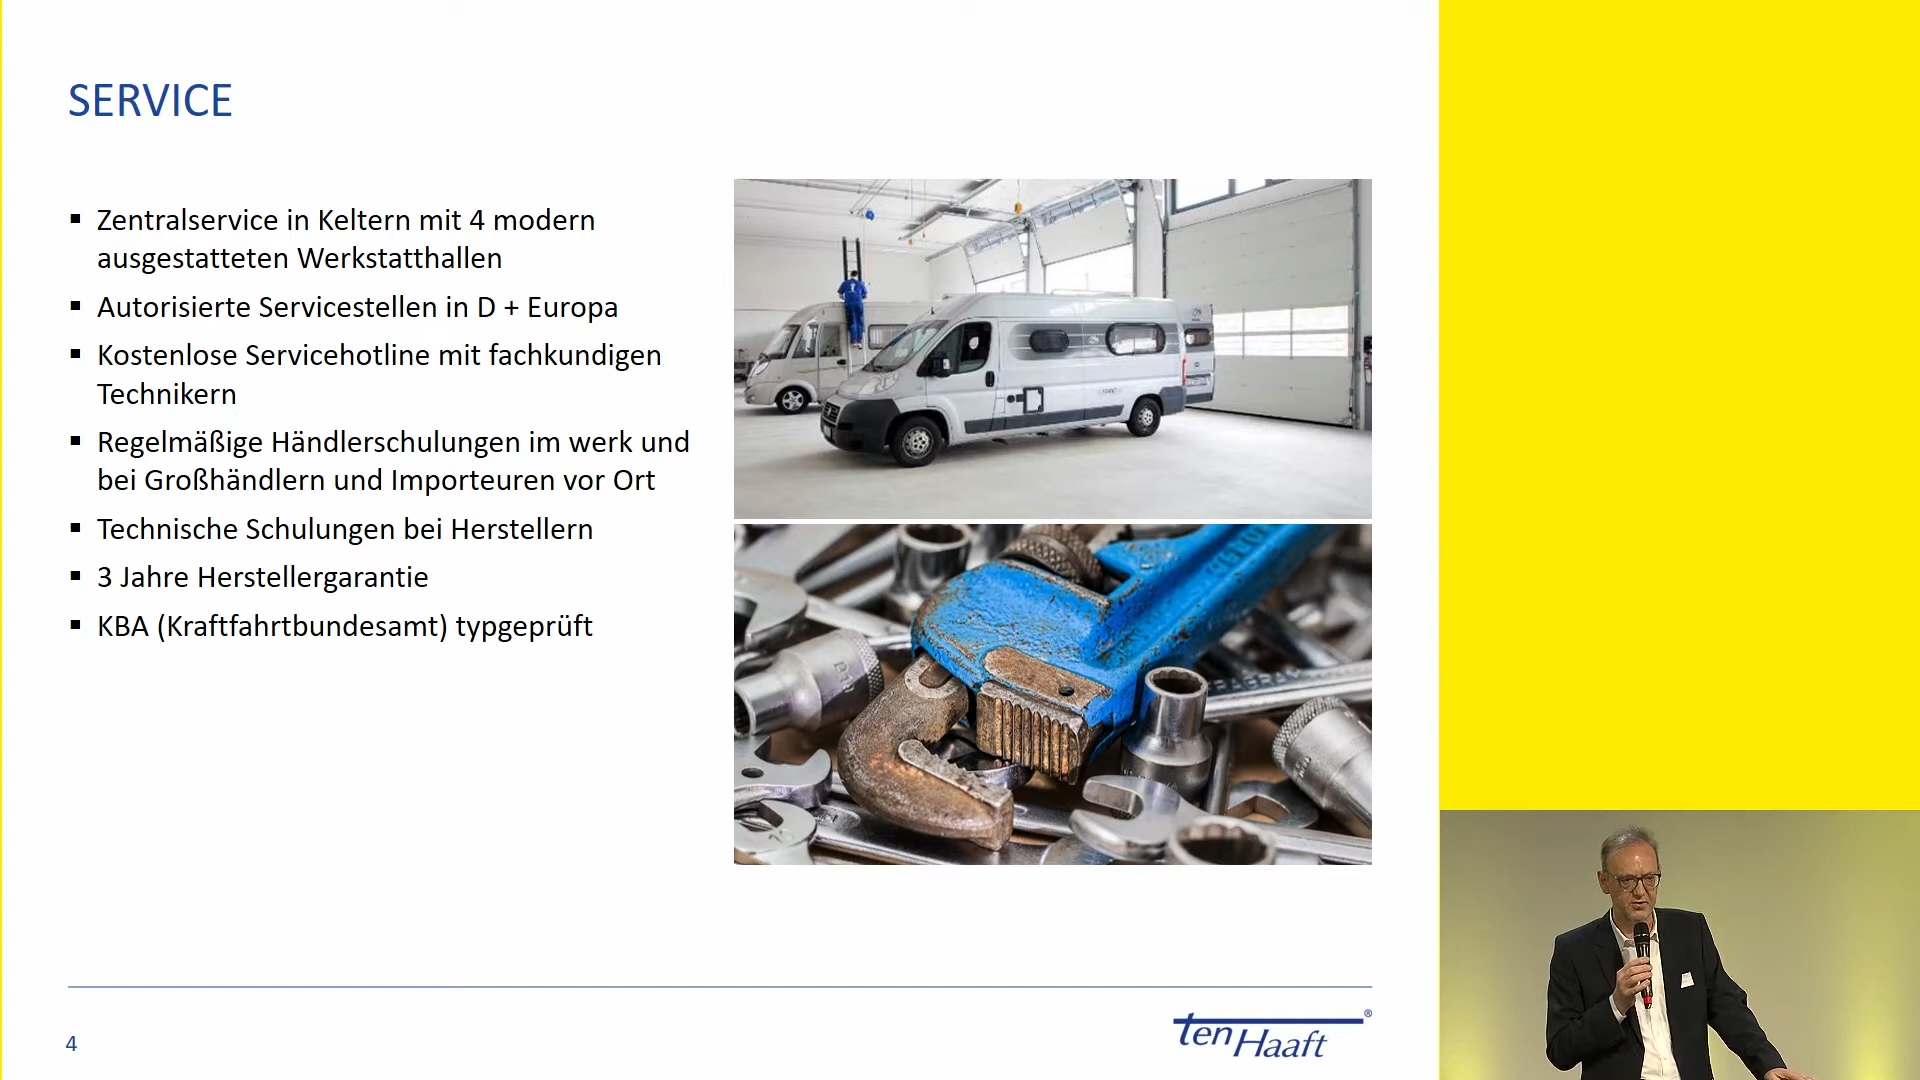 SERVICE
▪ Zentralservice in Keltern mit 4 modern
ausgestatteten Werkstatthallen
▪ Autorisierte Servicestellen in D + Europa
▪ Kostenlose Servicehotline mit fachkundigen
Technikern
▪ Regelmäßige Händlerschulungen im werk und
bei Großhändlern und Importeuren vor Ort
▪ Technische Schulungen bei Herstellern
▪ 3 Jahre Herstellergarantie
▪ KBA (Kraftfahrtbundesamt) typgeprüft
4
ten Haaft®